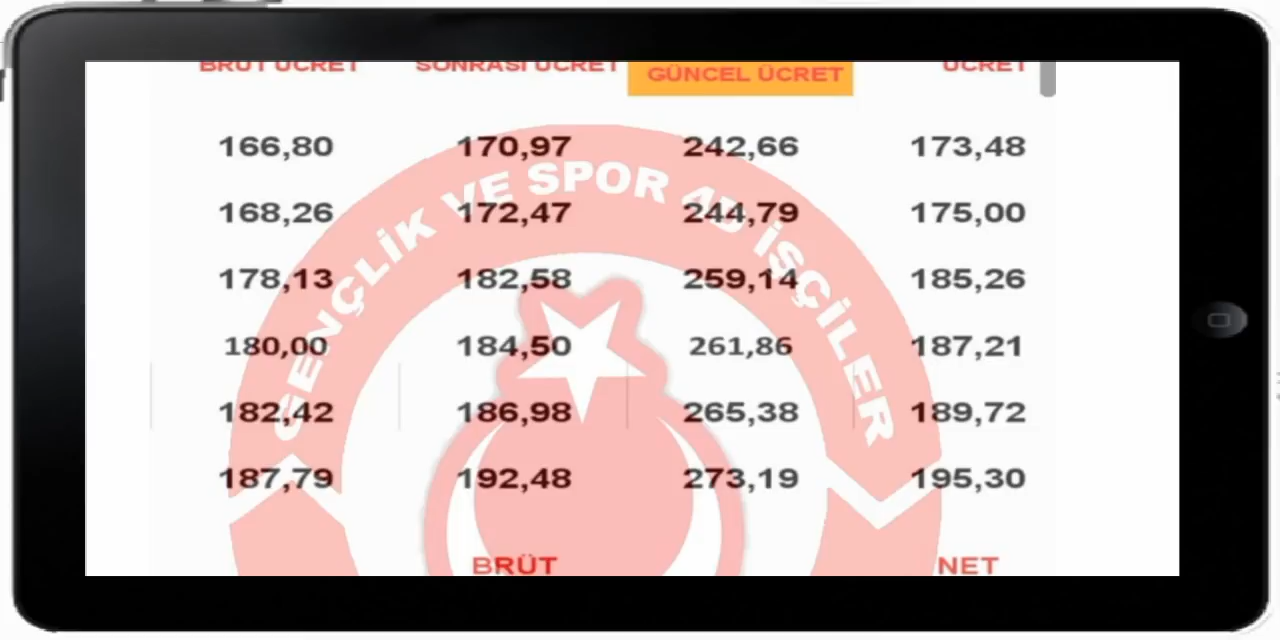 BRÜT ÜCRET SONRASI ÜCRET GÜNCEL ÜCRET ÜCRET
166,80 170,97 242,66 173,48
168,26 172,47 244,79 175,00
178,13 182,58 259,14 185,26
180,00 184,50 261,86 187,21
182,42 186,98 265,38 189,72
187,79 192,48 273,19 195,30
BRÜT NET
GENÇLİK VE SPOR 4D İŞÇİLER